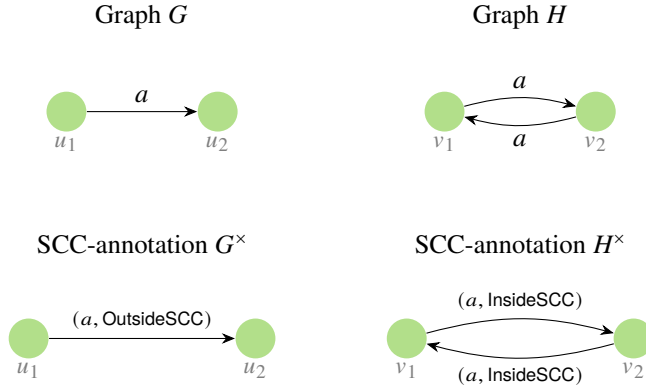 Graph G
Graph H
a
a
u₁
u₂
v₁
a
v₂
SCC-annotation G×
SCC-annotation H×
(a, OutsideSCC)
(a, InsideSCC)
u₁
u₂
v₁
(a, InsideSCC)
v₂